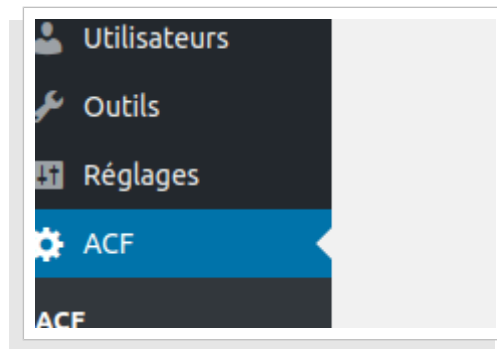 Utilisateurs
Outils
Réglages
ACF
ACF